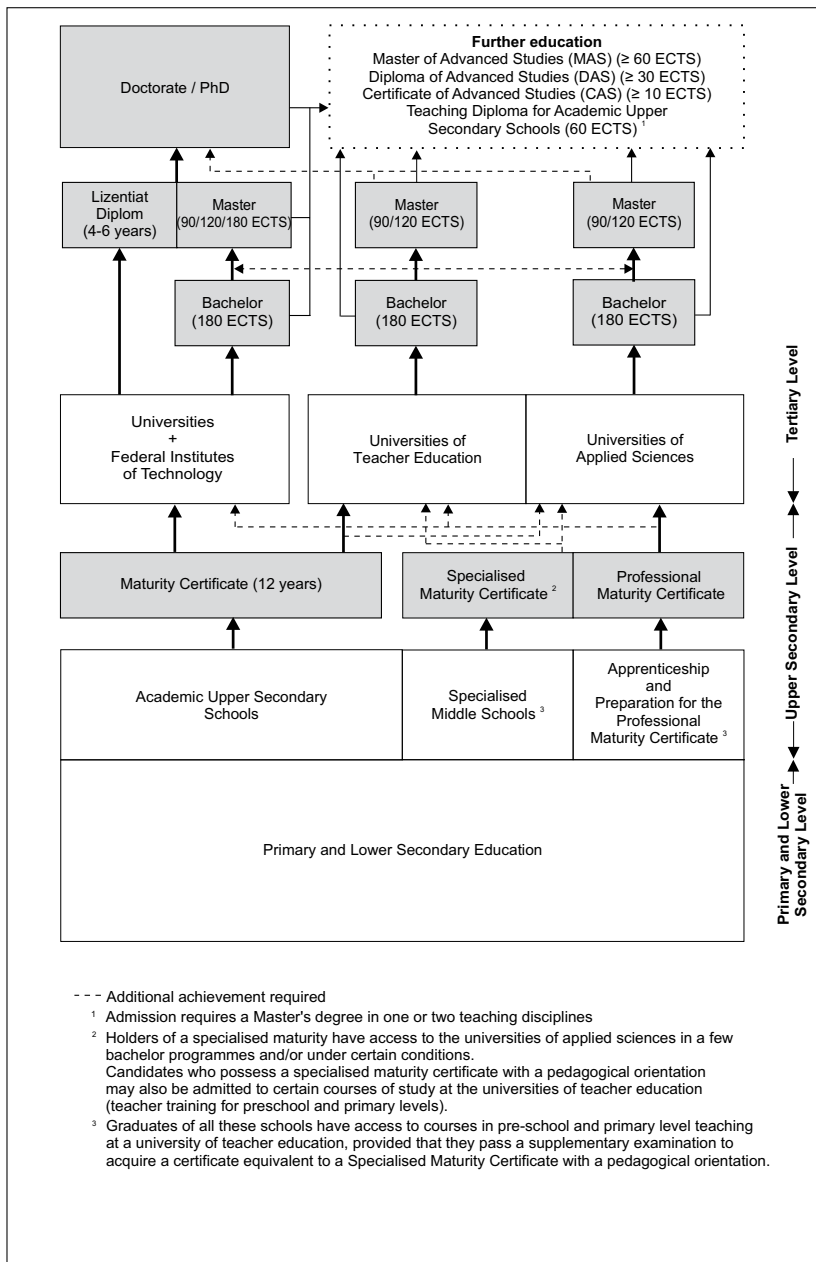 Further education
Master of Advanced Studies (MAS) (≥ 60 ECTS)
Diploma of Advanced Studies (DAS) (≥ 30 ECTS)
Certificate of Advanced Studies (CAS) (≥ 10 ECTS)
Teaching Diploma for Academic Upper
Secondary Schools (60 ECTS) ¹
Doctorate / PhD
Lizentiat
Diplom
(4-6 years)
Master
(90/120/180 ECTS)
Master
(90/120 ECTS)
Master
(90/120 ECTS)
Bachelor
(180 ECTS)
Bachelor
(180 ECTS)
Bachelor
(180 ECTS)
Universities
+
Federal Institutes
of Technology
Universities of
Teacher Education
Universities of
Applied Sciences
Tertiary Level
Maturity Certificate (12 years)
Specialised
Maturity Certificate ²
Professional
Maturity Certificate
Upper Secondary Level
Academic Upper Secondary
Schools
Specialised
Middle Schools ³
Apprenticeship
and
Preparation for the
Professional
Maturity Certificate ³
Primary and Lower Secondary Education
Primary and Lower
Secondary Level
--- Additional achievement required
¹ Admission requires a Master's degree in one or two teaching disciplines
² Holders of a specialised maturity have access to the universities of applied sciences in a few
bachelor programmes and/or under certain conditions.
Candidates who possess a specialised maturity certificate with a pedagogical orientation
may also be admitted to certain courses of study at the universities of teacher education
(teacher training for preschool and primary levels).
³ Graduates of all these schools have access to courses in pre-school and primary level teaching
at a university of teacher education, provided that they pass a supplementary examination to
acquire a certificate equivalent to a Specialised Maturity Certificate with a pedagogical orientation.